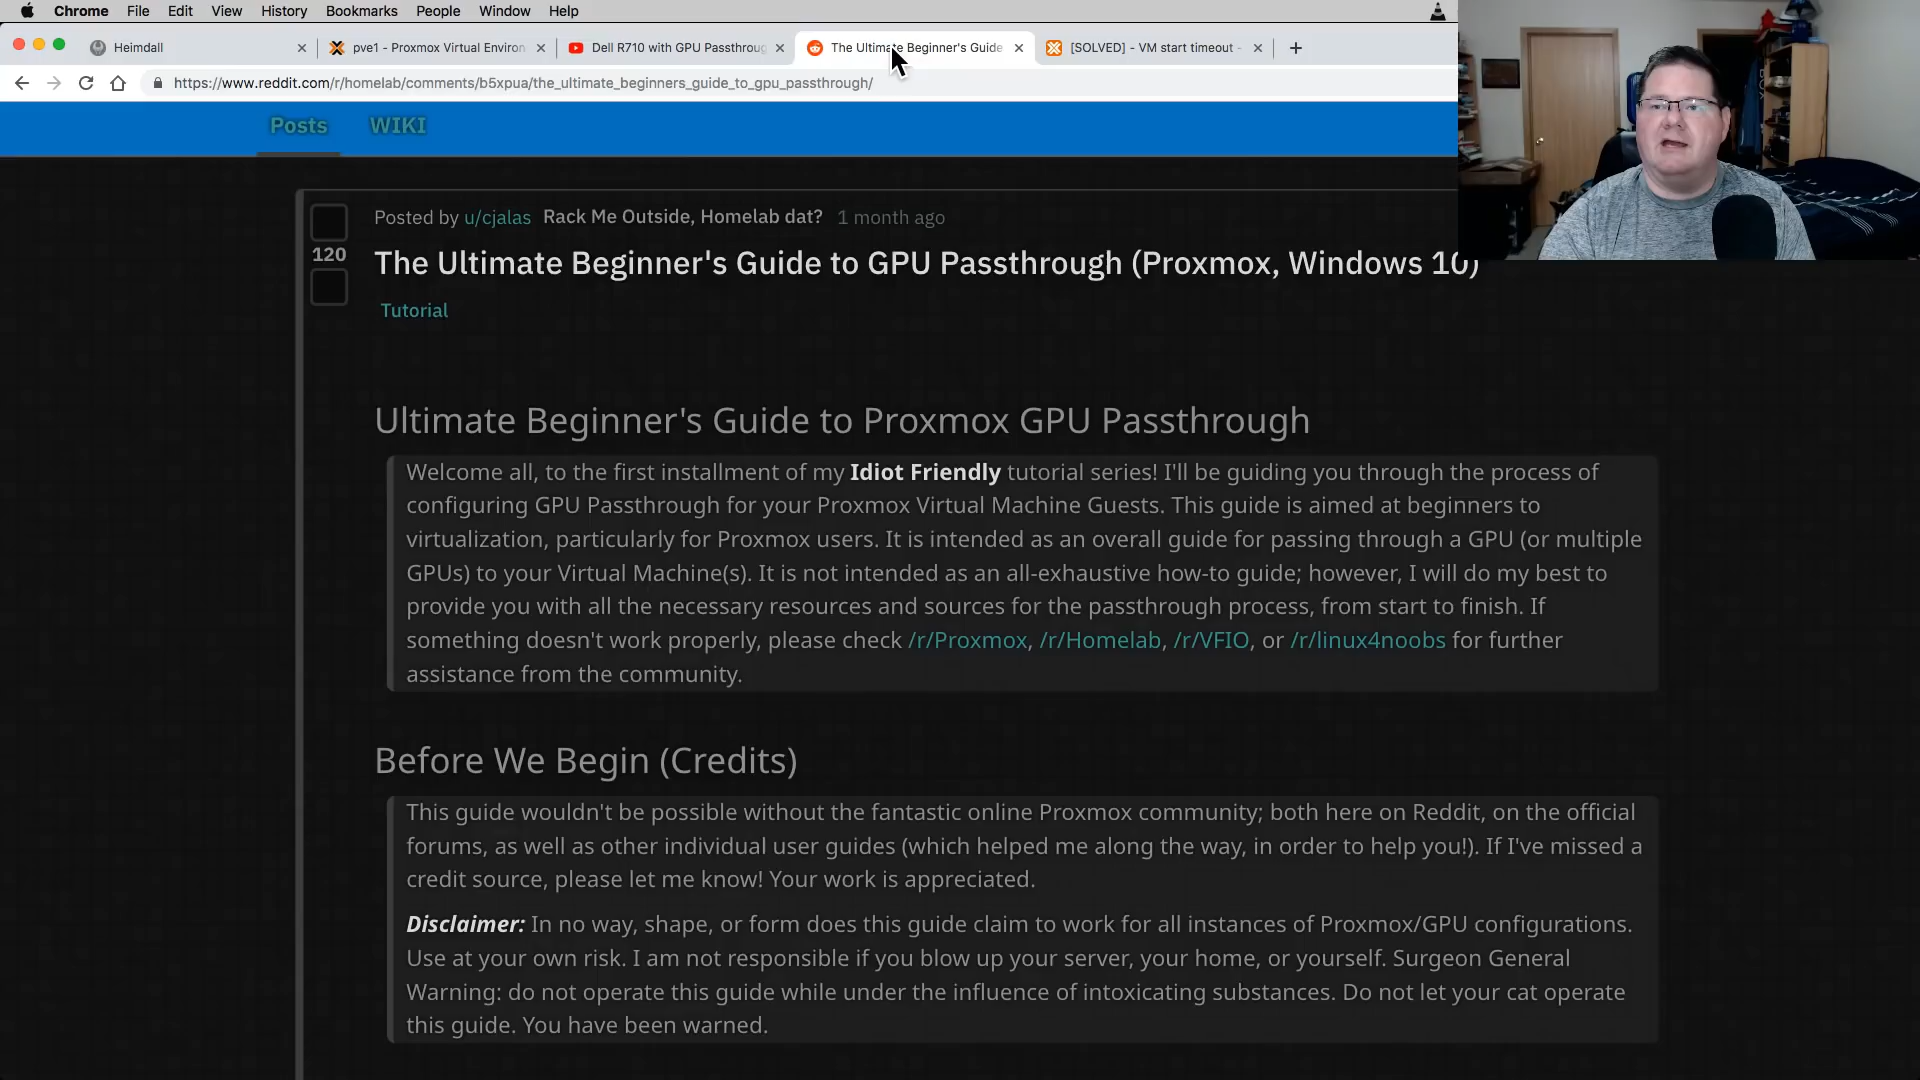 Chrome File Edit View History Bookmarks People Window Help
Heimdall
pve1 - Proxmox Virtual Environ
Dell R710 with GPU Passthroug
The Ultimate Beginner's Guide
[SOLVED] - VM start timeout -
https://www.reddit.com/r/homelab/comments/b5xpua/the_ultimate_beginners_guide_to_gpu_passthrough/
Posts WIKI
Posted by u/cjalas Rack Me Outside, Homelab dat? 1 month ago
120
The Ultimate Beginner's Guide to GPU Passthrough (Proxmox, Windows 10)
Tutorial
Ultimate Beginner's Guide to Proxmox GPU Passthrough
Welcome all, to the first installment of my Idiot Friendly tutorial series! I'll be guiding you through the process of
configuring GPU Passthrough for your Proxmox Virtual Machine Guests. This guide is aimed at beginners to
virtualization, particularly for Proxmox users. It is intended as an overall guide for passing through a GPU (or multiple
GPUs) to your Virtual Machine(s). It is not intended as an all-exhaustive how-to guide; however, I will do my best to
provide you with all the necessary resources and sources for the passthrough process, from start to finish. If
something doesn't work properly, please check /r/Proxmox, /r/Homelab, /r/VFIO, or /r/linux4noobs for further
assistance from the community.
Before We Begin (Credits)
This guide wouldn't be possible without the fantastic online Proxmox community; both here on Reddit, on the official
forums, as well as other individual user guides (which helped me along the way, in order to help you!). If I've missed a
credit source, please let me know! Your work is appreciated.
Disclaimer: In no way, shape, or form does this guide claim to work for all instances of Proxmox/GPU configurations.
Use at your own risk. I am not responsible if you blow up your server, your home, or yourself. Surgeon General
Warning: do not operate this guide while under the influence of intoxicating substances. Do not let your cat operate
this guide. You have been warned.